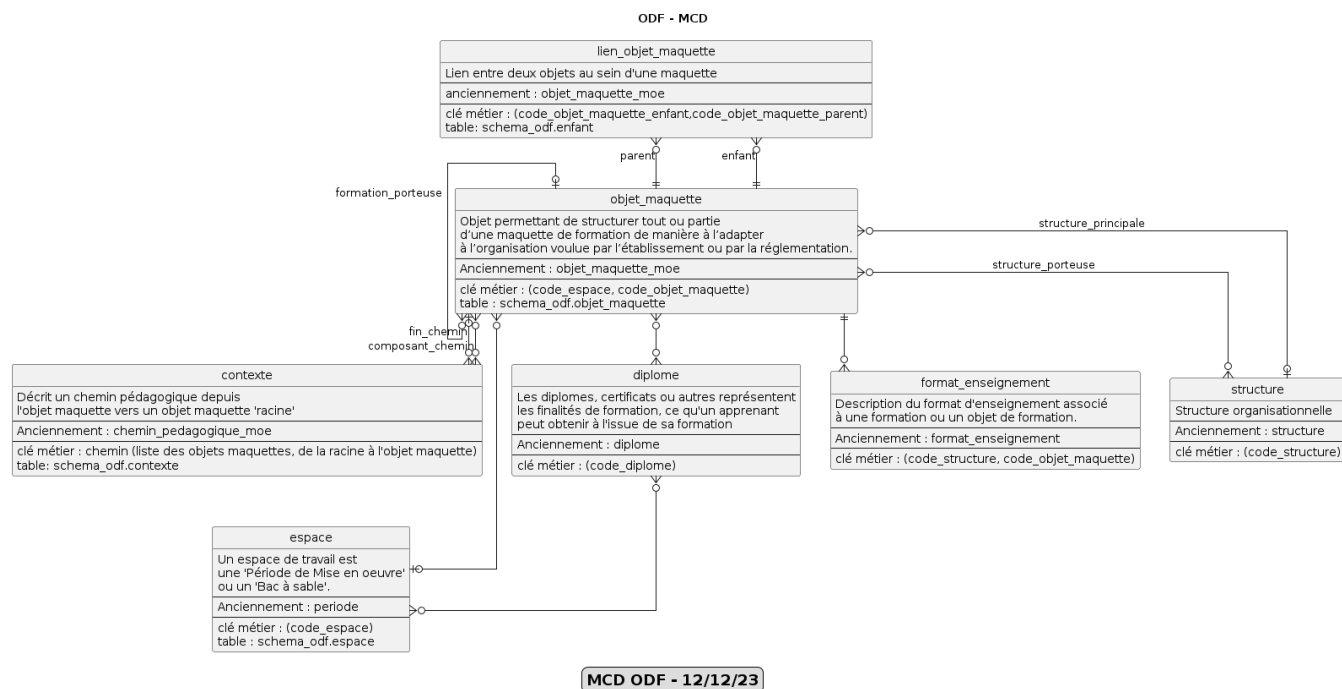 ODF - MCD
lien_objet_maquette
Lien entre deux objets au sein d'une maquette
anciennement : objet_maquette_moe
clé métier : (code_objet_maquette_enfant,code_objet_maquette_parent)
table: schema_odf.enfant
parent
enfant
formation_porteuse
objet_maquette
Objet permettant de structurer tout ou partie
d’une maquette de formation de manière à l’adapter
à l’organisation voulue par l’établissement ou par la réglementation.
Anciennement : objet_maquette_moe
clé métier : (code_espace, code_objet_maquette)
table : schema_odf.objet_maquette
structure_principale
structure_porteuse
fin_chemin
composant_chemin
contexte
Décrit un chemin pédagogique depuis
l'objet maquette vers un objet maquette 'racine'
Anciennement : chemin_pedagogique_moe
clé métier : chemin (liste des objets maquettes, de la racine à l'objet maquette)
table: schema_odf.contexte
diplome
Les diplomes, certificats ou autres représentent
les finalités de formation, ce qu'un apprenant
peut obtenir à l'issue de sa formation
Anciennement : diplome
clé métier : (code_diplome)
format_enseignement
Description du format d'enseignement associé
à une formation ou un objet de formation.
Anciennement : format_enseignement
clé métier : (code_structure, code_objet_maquette)
structure
Structure organisationnelle
Anciennement : structure
clé métier : (code_structure)
espace
Un espace de travail est
une 'Période de Mise en oeuvre'
ou un 'Bac à sable'.
Anciennement : periode
clé métier : (code_espace)
table : schema_odf.espace
MCD ODF - 12/12/23